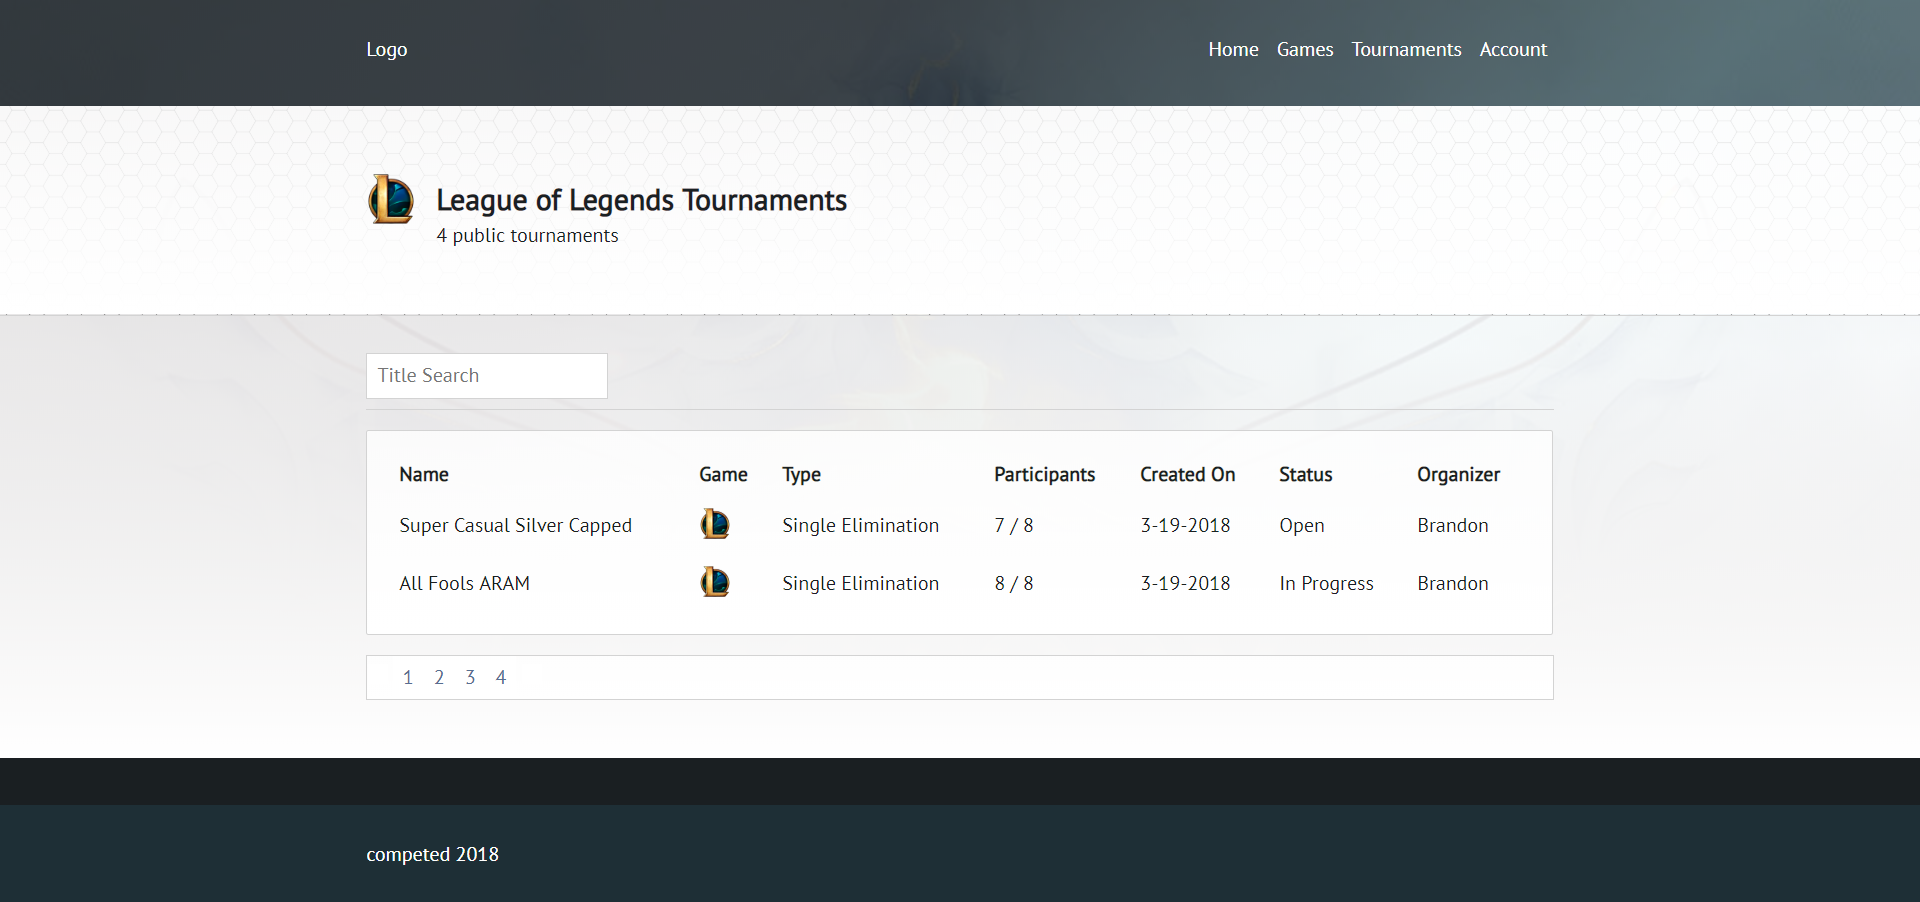 Logo
Home Games Tournaments Account
League of Legends Tournaments
4 public tournaments
Title Search
Name Game Type Participants Created On Status Organizer
Super Casual Silver Capped Single Elimination 7 / 8 3-19-2018 Open Brandon
All Fools ARAM Single Elimination 8 / 8 3-19-2018 In Progress Brandon
1 2 3 4
competed 2018